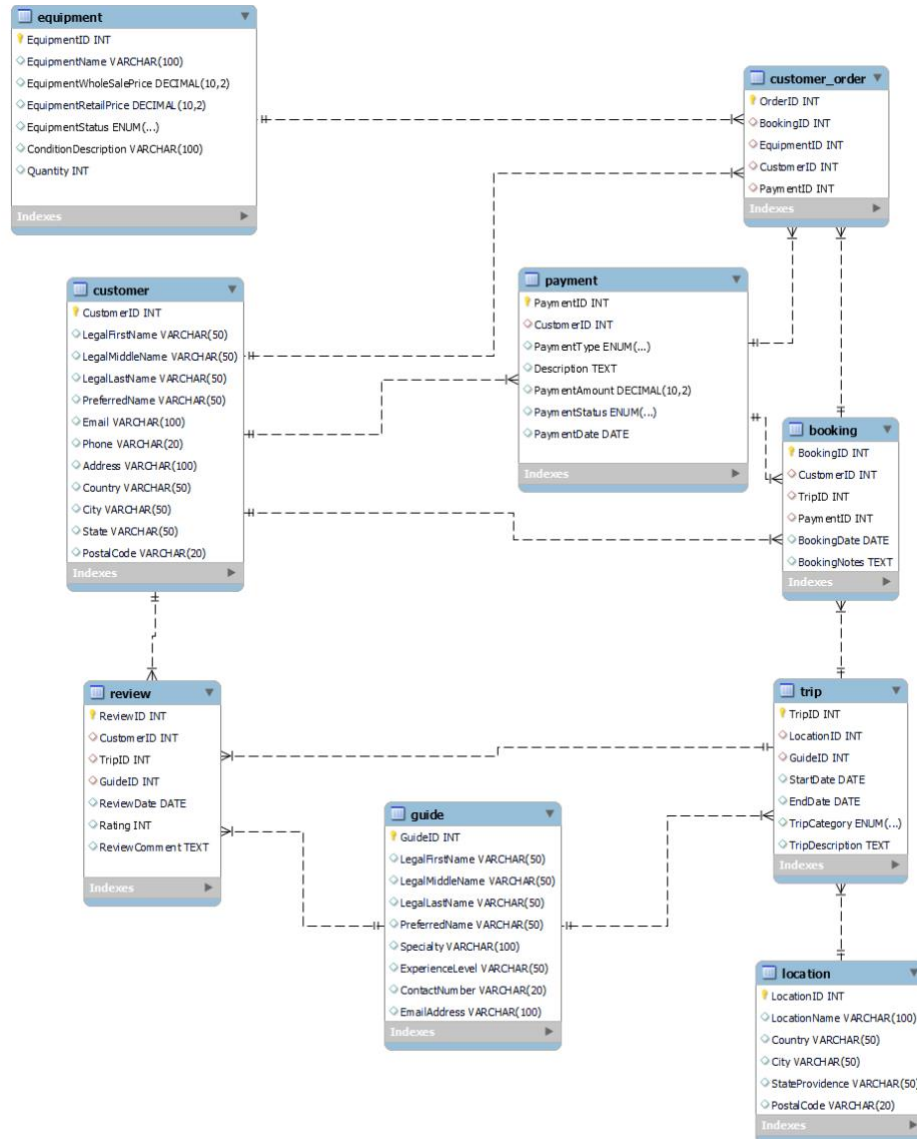 equipment
EquipmentID INT
EquipmentName VARCHAR(100)
EquipmentWholeSalePrice DECIMAL(10,2)
EquipmentRetailPrice DECIMAL(10,2)
EquipmentStatus ENUM(...)
ConditionDescription VARCHAR(100)
Quantity INT
Indexes
customer_order
OrderID INT
BookingID INT
EquipmentID INT
CustomerID INT
PaymentID INT
Indexes
customer
CustomerID INT
LegalFirstName VARCHAR(50)
LegalMiddleName VARCHAR(50)
LegalLastName VARCHAR(50)
PreferredName VARCHAR(50)
Email VARCHAR(100)
Phone VARCHAR(20)
Address VARCHAR(100)
Country VARCHAR(50)
City VARCHAR(50)
State VARCHAR(50)
PostalCode VARCHAR(20)
Indexes
payment
PaymentID INT
CustomerID INT
PaymentType ENUM(...)
Description TEXT
PaymentAmount DECIMAL(10,2)
PaymentStatus ENUM(...)
PaymentDate DATE
Indexes
booking
BookingID INT
CustomerID INT
TripID INT
PaymentID INT
BookingDate DATE
BookingNotes TEXT
Indexes
review
ReviewID INT
CustomerID INT
TripID INT
GuideID INT
ReviewDate DATE
Rating INT
ReviewComment TEXT
Indexes
trip
TripID INT
LocationID INT
GuideID INT
StartDate DATE
EndDate DATE
TripCategory ENUM(...)
TripDescription TEXT
Indexes
guide
GuideID INT
LegalFirstName VARCHAR(50)
LegalMiddleName VARCHAR(50)
LegalLastName VARCHAR(50)
PreferredName VARCHAR(50)
Specialty VARCHAR(100)
ExperienceLevel VARCHAR(50)
ContactNumber VARCHAR(20)
EmailAddress VARCHAR(100)
Indexes
location
LocationID INT
LocationName VARCHAR(100)
Country VARCHAR(50)
City VARCHAR(50)
StateProvidence VARCHAR(50)
PostalCode VARCHAR(20)
Indexes